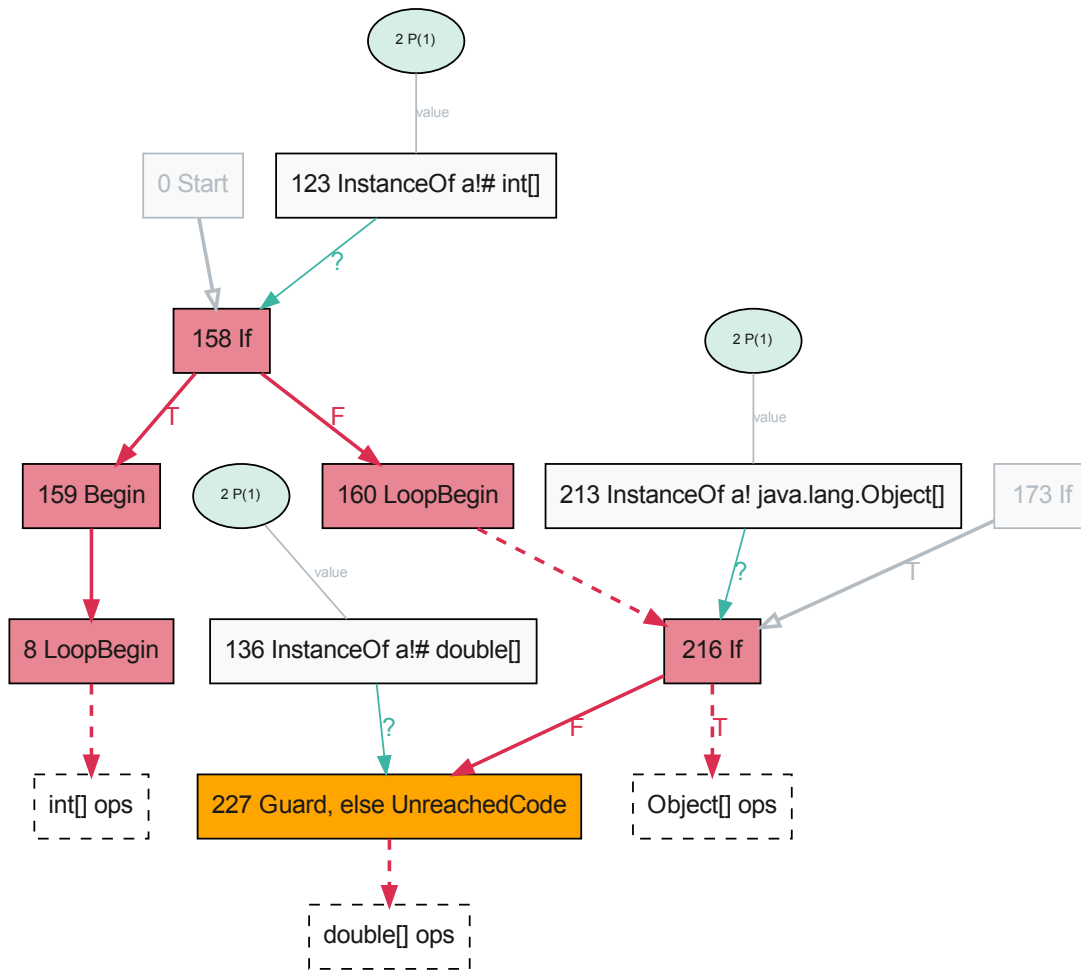 2 P(1)
value
0 Start
123 InstanceOf a!# int[]
?
158 If
2 P(1)
T
F
value
159 Begin
2 P(1)
160 LoopBegin
213 InstanceOf a! java.lang.Object[]
173 If
value
?
T
8 LoopBegin
136 InstanceOf a!# double[]
216 If
?
F
T
int[] ops
227 Guard, else UnreachedCode
Object[] ops
double[] ops